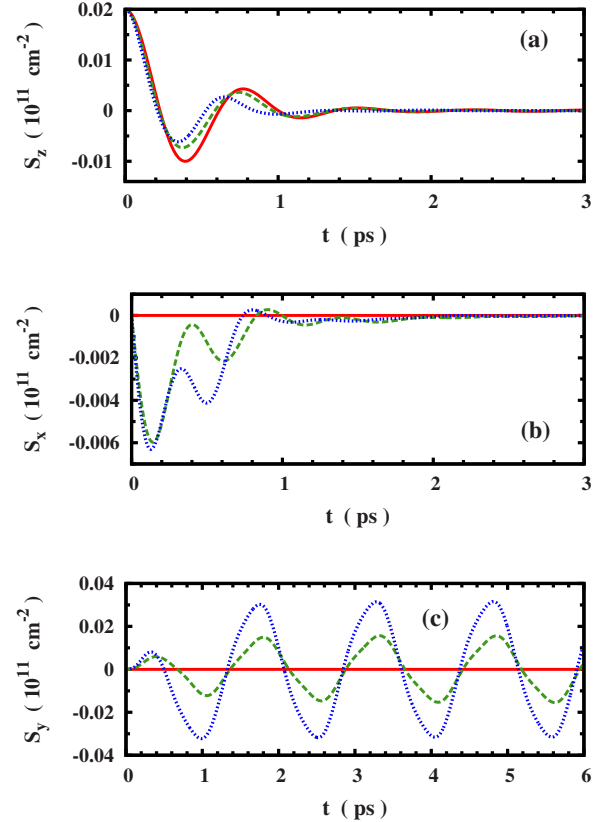 0.02
0.01
0
-0.01
S_z ( 10^11 cm^-2 )
(a)
0 1 2 3
t ( ps )
0
-0.002
-0.004
-0.006
S_x ( 10^11 cm^-2 )
(b)
0 1 2 3
t ( ps )
0.04
0.02
0
-0.02
-0.04
S_y ( 10^11 cm^-2 )
(c)
0 1 2 3 4 5 6
t ( ps )